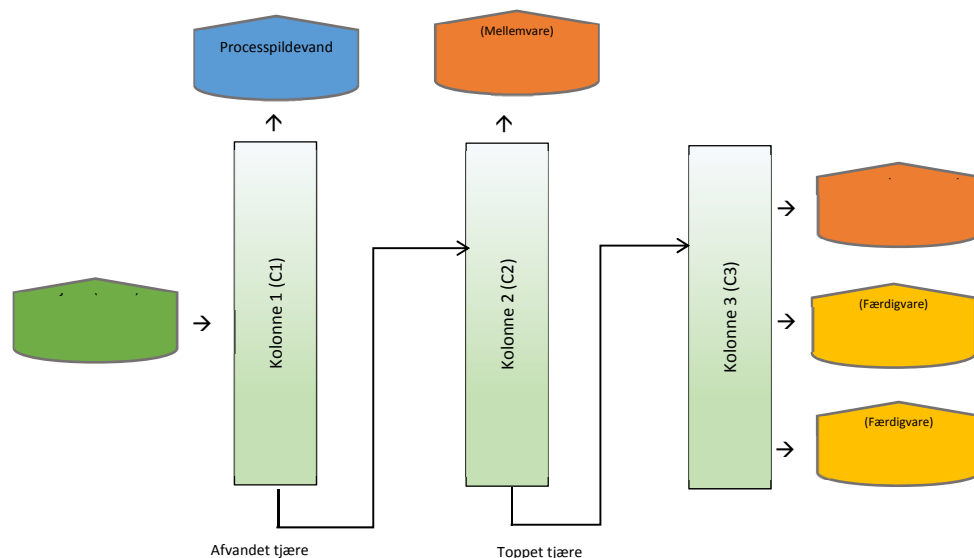 Processpildevand
(Mellemvare)
Kolonne 1 (C1)
Kolonne 2 (C2)
Kolonne 3 (C3)
(Færdigvare)
(Færdigvare)
Afvandet tjære
Toppet tjære